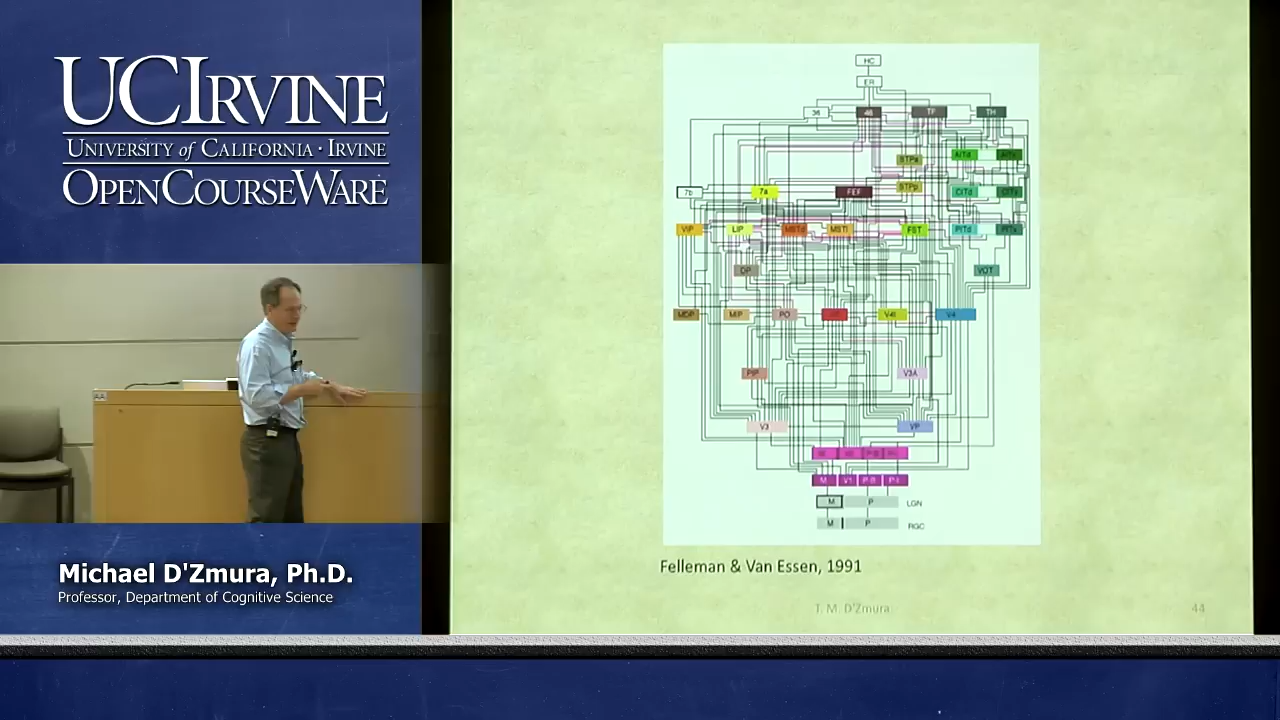 UCIRVINE
UNIVERSITY of CALIFORNIA · IRVINE
OPENCOURSEWARE
Michael D'Zmura, Ph.D.
Professor, Department of Cognitive Science
HC
ER
36 46 TF TH
STPa AITd AITv
7b 7a FEF STPp CITd CITv
VIP LIP MSTd MSTl FST PITd PITv
DP VOT
MDP MIP PO V4t V4
PIP V3A
V3 VP
M V1 P-B P-I
M P LGN
M P RGC
Felleman & Van Essen, 1991
T. M. D'Zmura
44